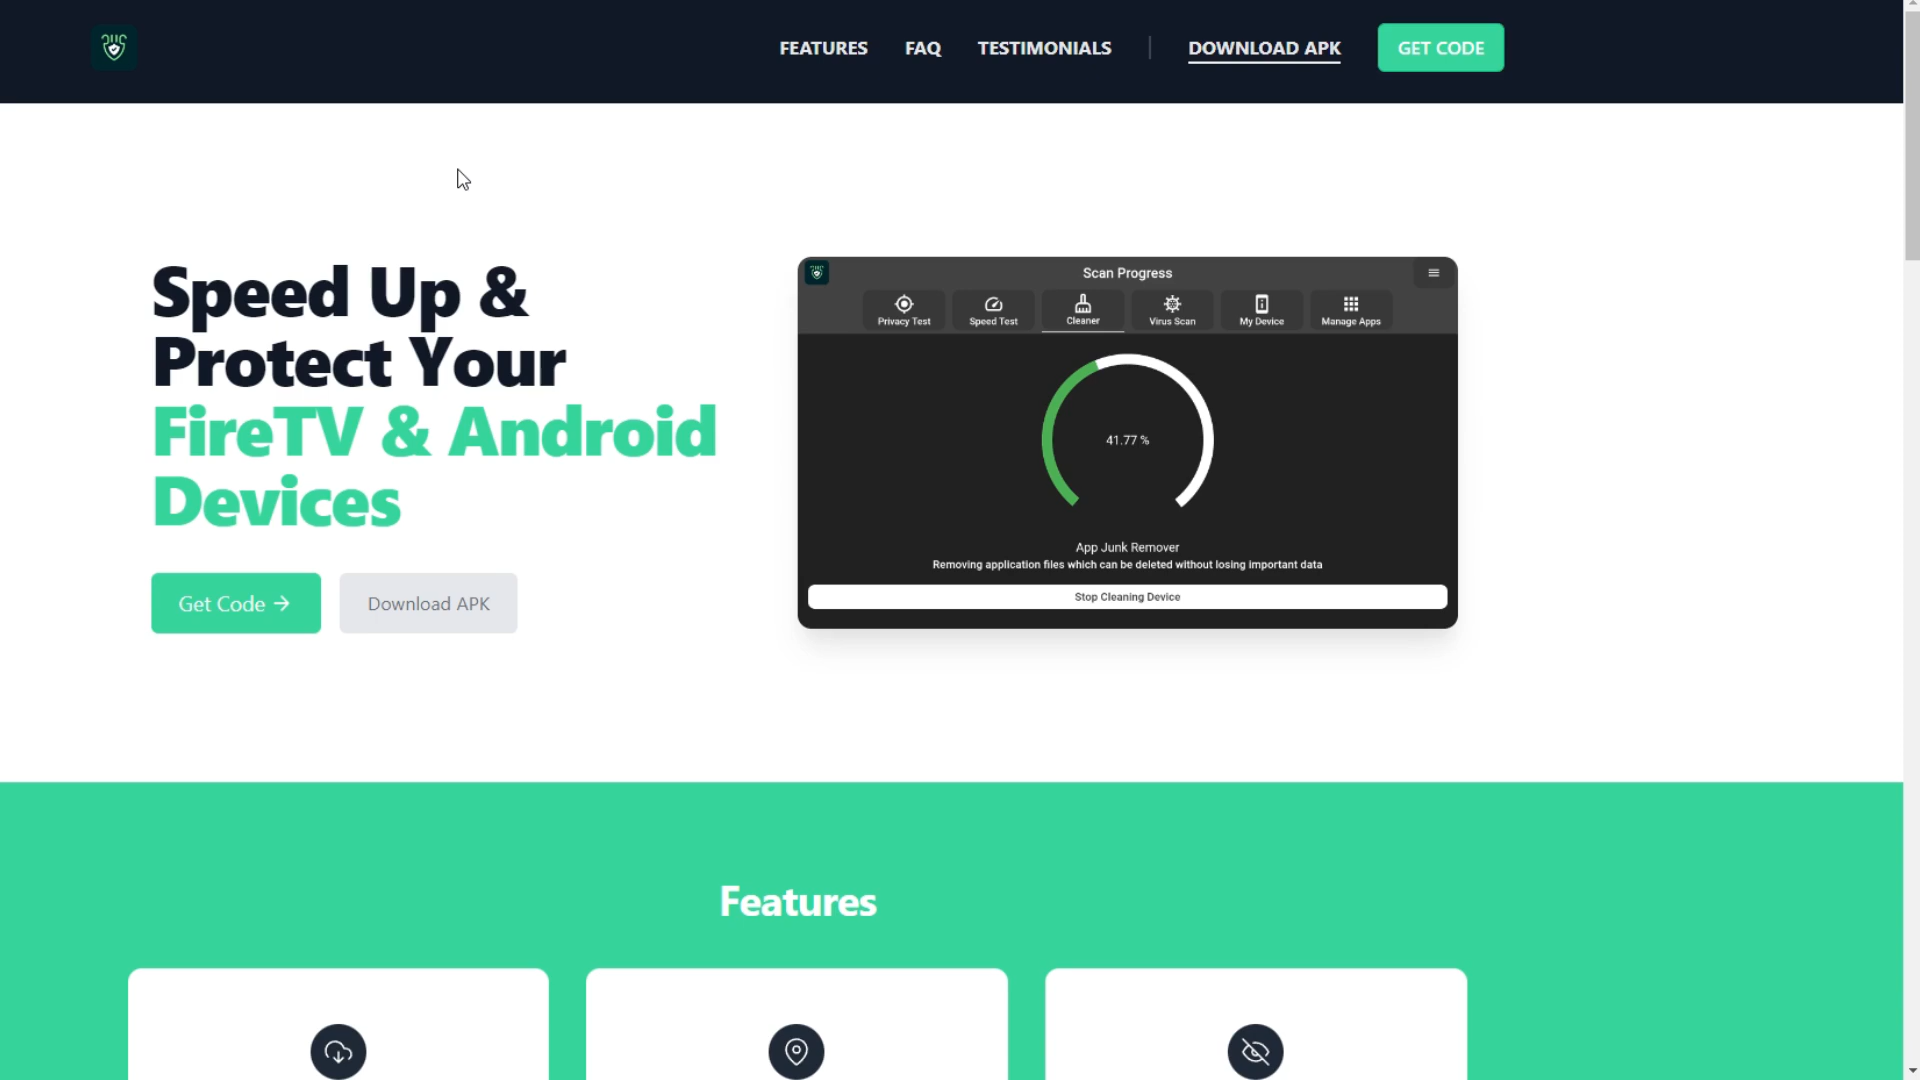 FEATURES FAQ TESTIMONIALS DOWNLOAD APK GET CODE
Speed Up &
Protect Your
FireTV & Android
Devices
Get Code → Download APK
Scan Progress
Privacy Test Speed Test Cleaner Virus Scan My Device Manage Apps
41.77 %
App Junk Remover
Removing application files which can be deleted without losing important data
Stop Cleaning Device
Features